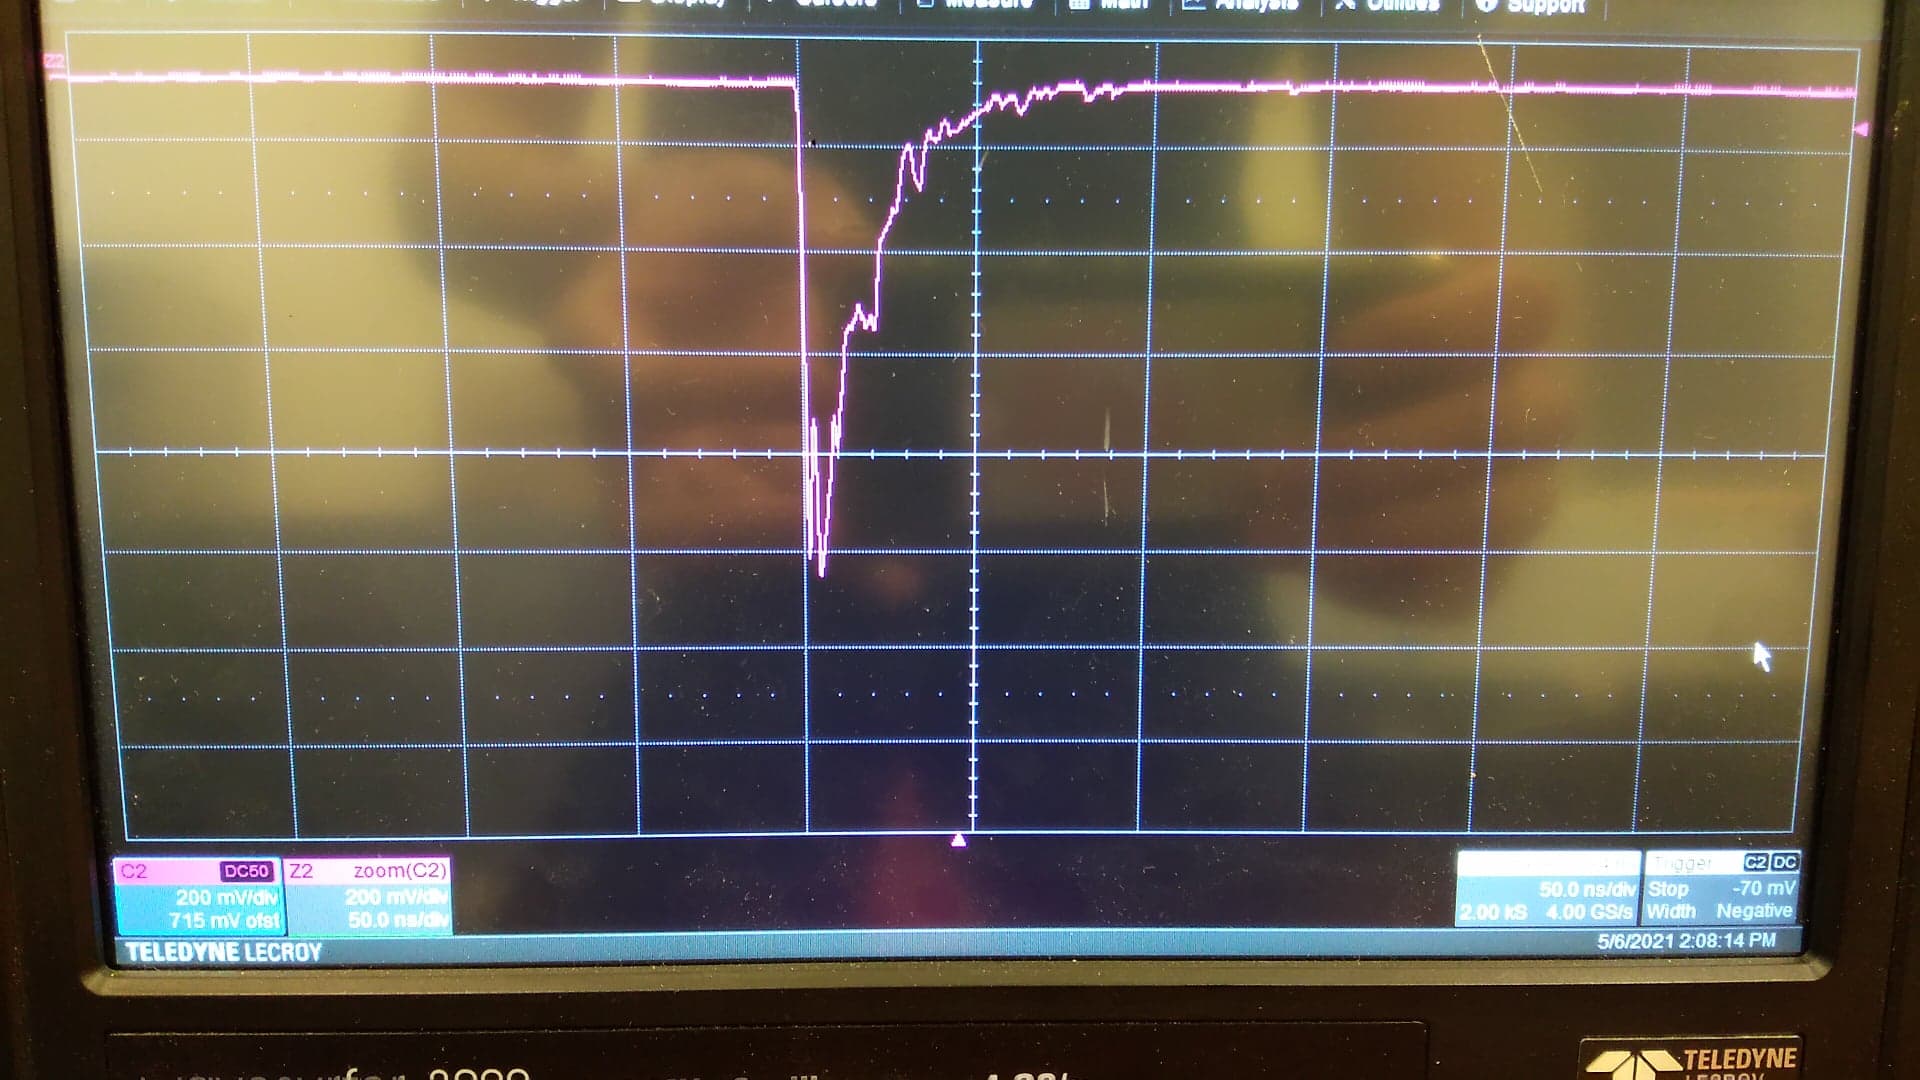 Trigger Display Cursors Measure Math Analysis Utilities Support
Z2
C2 DC50
200 mV/div
715 mV ofst
Z2 zoom(C2)
200 mV/div
50.0 ns/div
50.0 ns/div
2.00 kS 4.00 GS/s
Trigger C2 DC
Stop -70 mV
Width Negative
TELEDYNE LECROY
5/6/2021 2:08:14 PM
TELEDYNE
LECROY